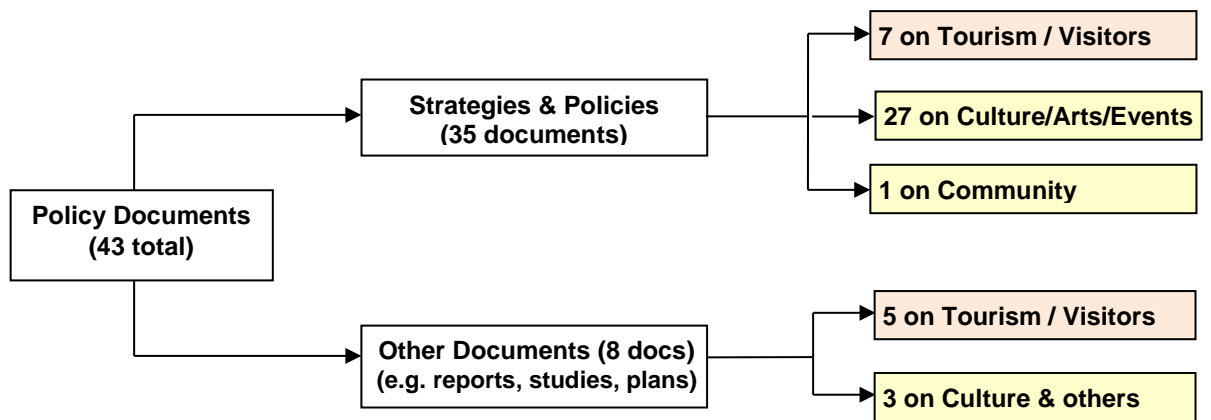 Policy Documents
(43 total)
Strategies & Policies
(35 documents)
7 on Tourism / Visitors
27 on Culture/Arts/Events
1 on Community
Other Documents (8 docs)
(e.g. reports, studies, plans)
5 on Tourism / Visitors
3 on Culture & others